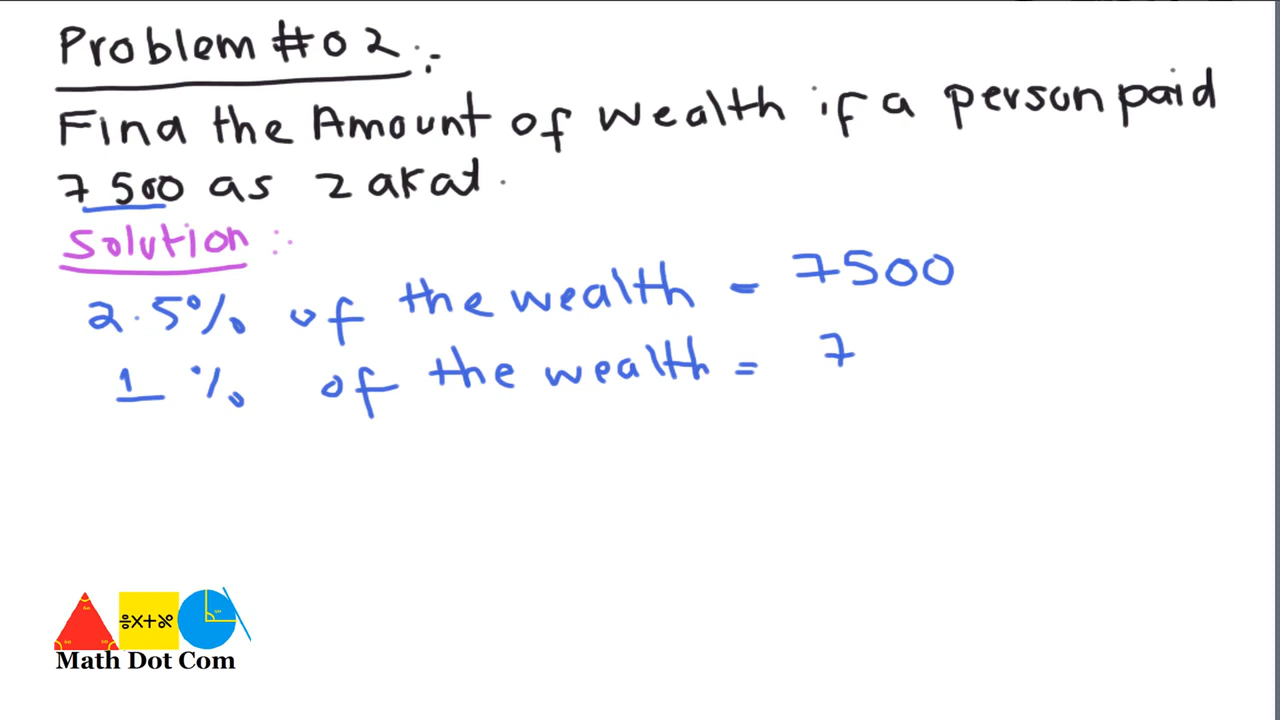 Problem #02 :-
Find the Amount of wealth if a person paid
7500 as zakat.
Solution :
2.5% of the wealth = 7500
1 % of the wealth = 7
÷×+%
Math Dot Com